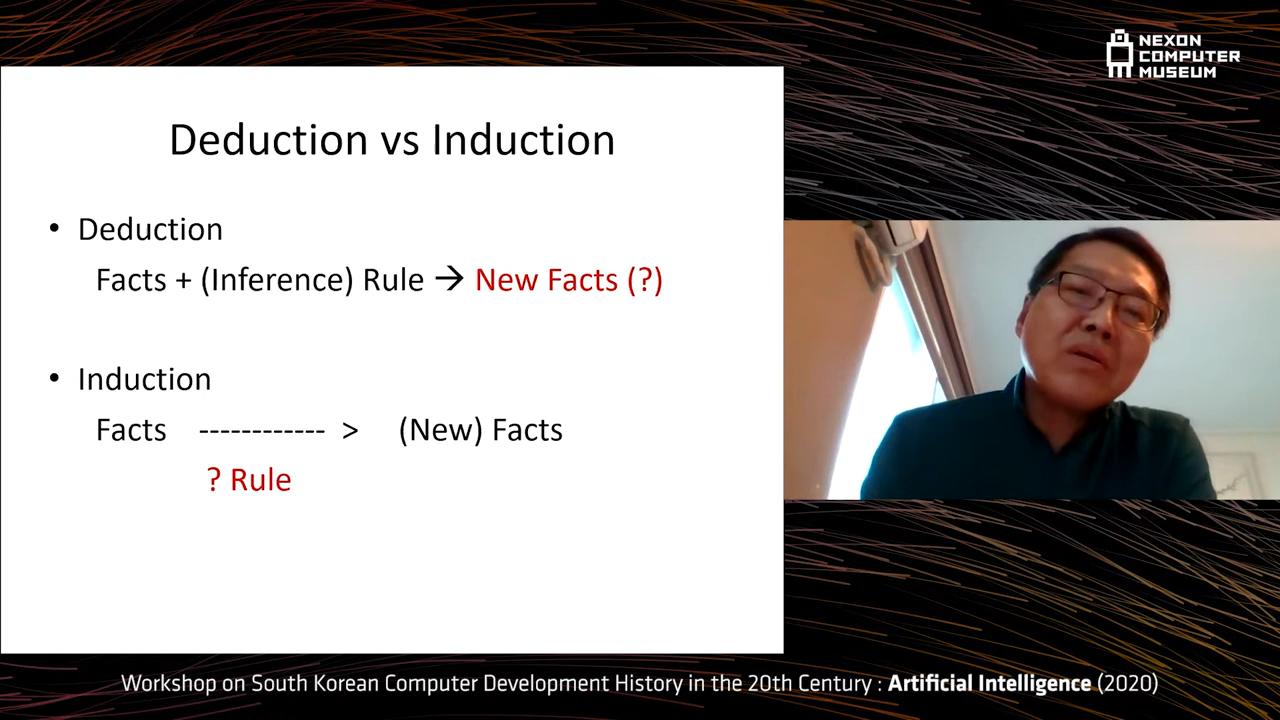 NEXON
COMPUTER
MUSEUM
Deduction vs Induction
• Deduction
Facts + (Inference) Rule → New Facts (?)
• Induction
Facts ------------ > (New) Facts
? Rule
Workshop on South Korean Computer Development History in the 20th Century : Artificial Intelligence (2020)